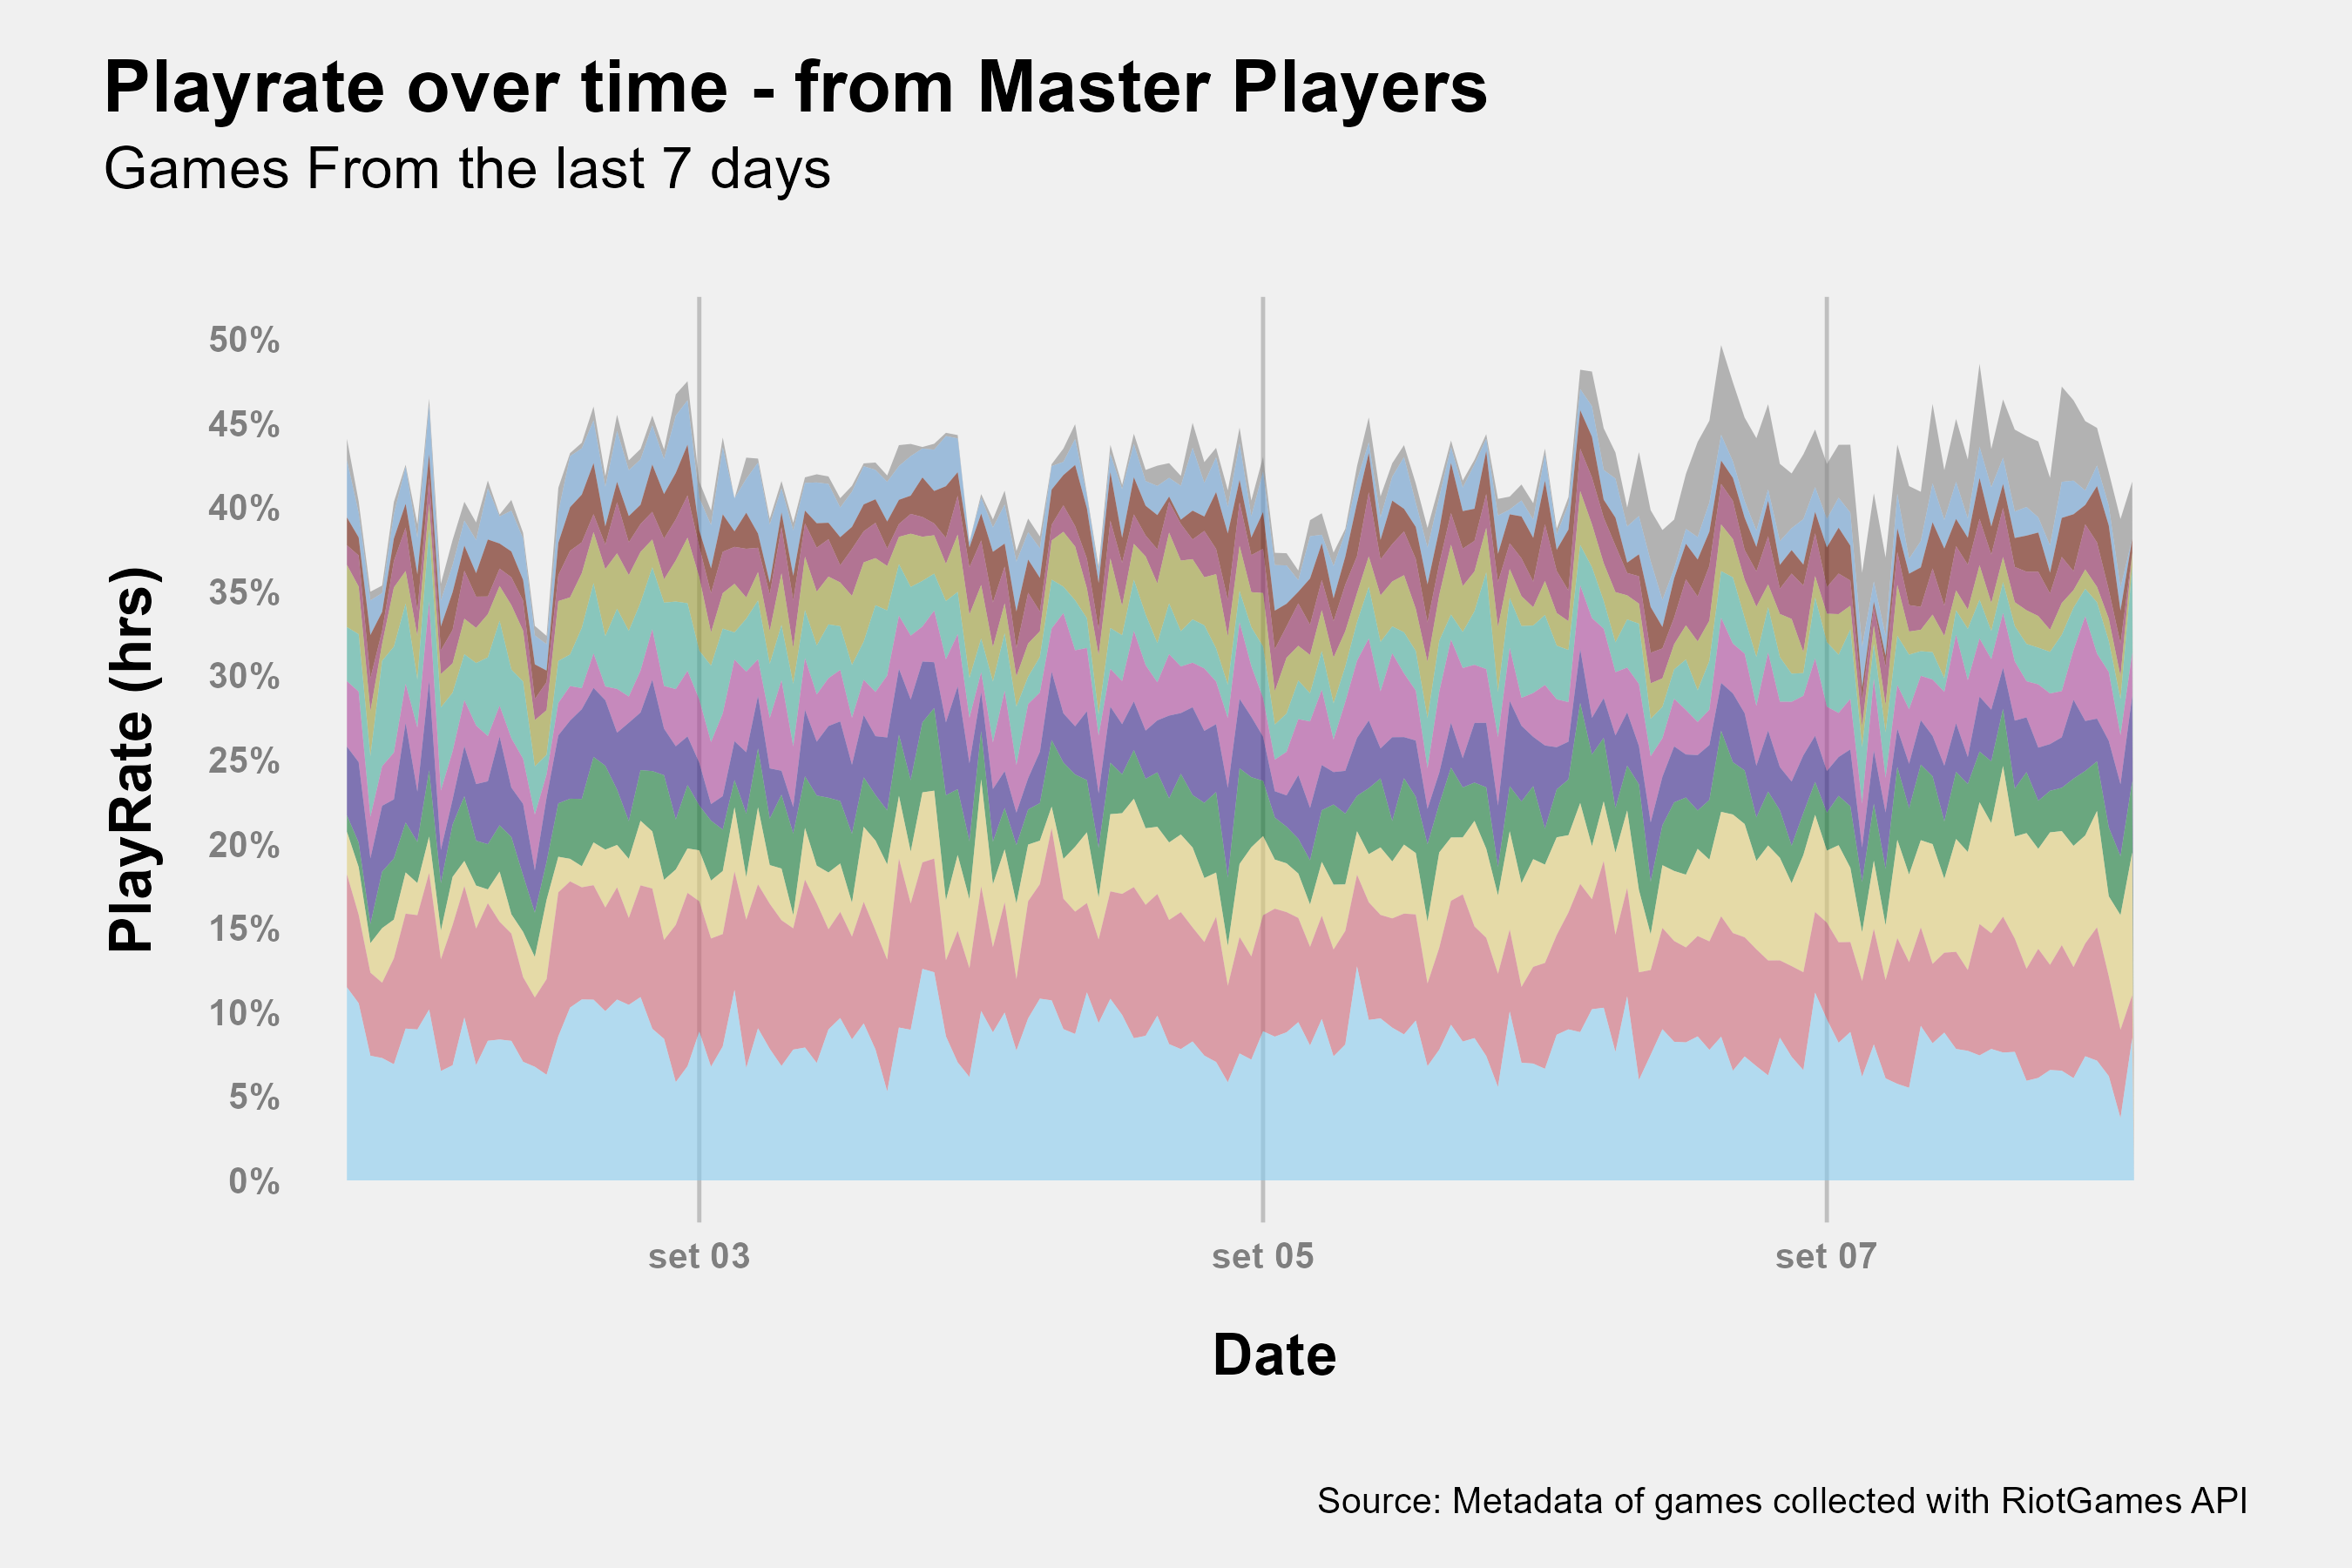 Playrate over time - from Master Players
Games From the last 7 days
50%
45%
40%
35%
30%
25%
20%
15%
10%
5%
0%
PlayRate (hrs)
set 03
set 05
set 07
Date
Source: Metadata of games collected with RiotGames API